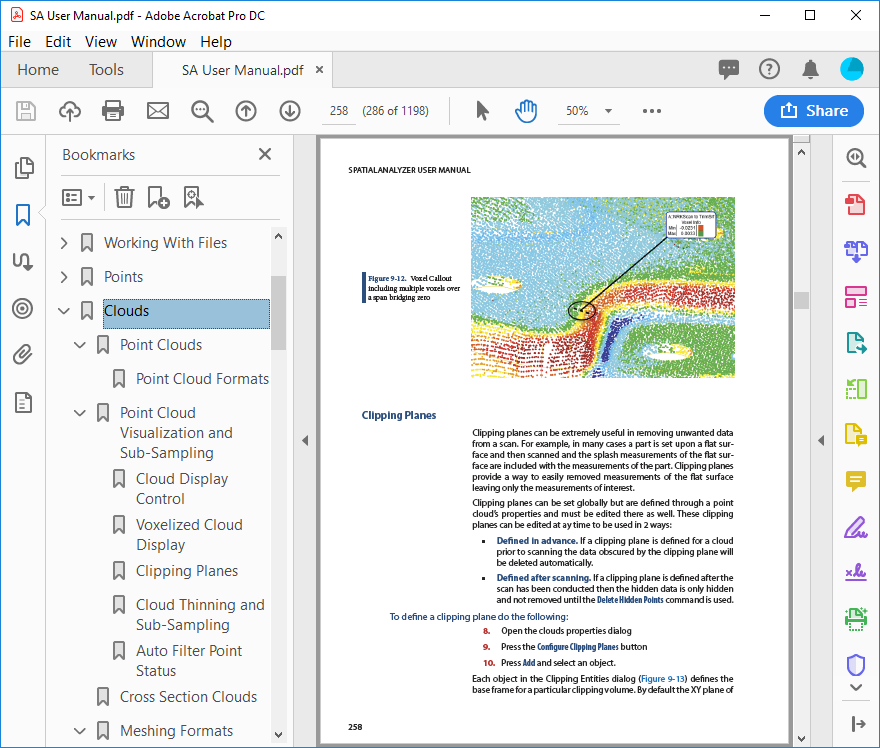 SA User Manual.pdf - Adobe Acrobat Pro DC
File Edit View Window Help
Home Tools SA User Manual.pdf ×
258 (286 of 1198) 50% Share
Bookmarks
Working With Files
Points
Clouds
Point Clouds
Point Cloud Formats
Point Cloud
Visualization and
Sub-Sampling
Cloud Display
Control
Voxelized Cloud
Display
Clipping Planes
Cloud Thinning and
Sub-Sampling
Auto Filter Point
Status
Cross Section Clouds
Meshing Formats
SPATIALANALYZER USER MANUAL
Voxel Info
Min -0.0231
Max 0.0033
Figure 9-12. Voxel Callout
including multiple voxels over
a span bridging zero
Clipping Planes
Clipping planes can be extremely useful in removing unwanted data
from a scan. For example, in many cases a part is set upon a flat sur-
face and then scanned and the splash measurements of the flat sur-
face are included with the measurements of the part. Clipping planes
provide a way to easily removed measurements of the flat surface
leaving only the measurements of interest.
Clipping planes can be set globally but are defined through a point
cloud's properties and must be edited there as well. These clipping
planes can be edited at ay time to be used in 2 ways:
▪ Defined in advance. If a clipping plane is defined for a cloud
prior to scanning the data obscured by the clipping plane will
be deleted automatically.
▪ Defined after scanning. If a clipping plane is defined after the
scan has been conducted then the hidden data is only hidden
and not removed until the Delete Hidden Points command is used.
To define a clipping plane do the following:
8. Open the clouds properties dialog
9. Press the Configure Clipping Planes button
10. Press Add and select an object.
Each object in the Clipping Entities dialog (Figure 9-13) defines the
base frame for a particular clipping volume. By default the XY plane of
258